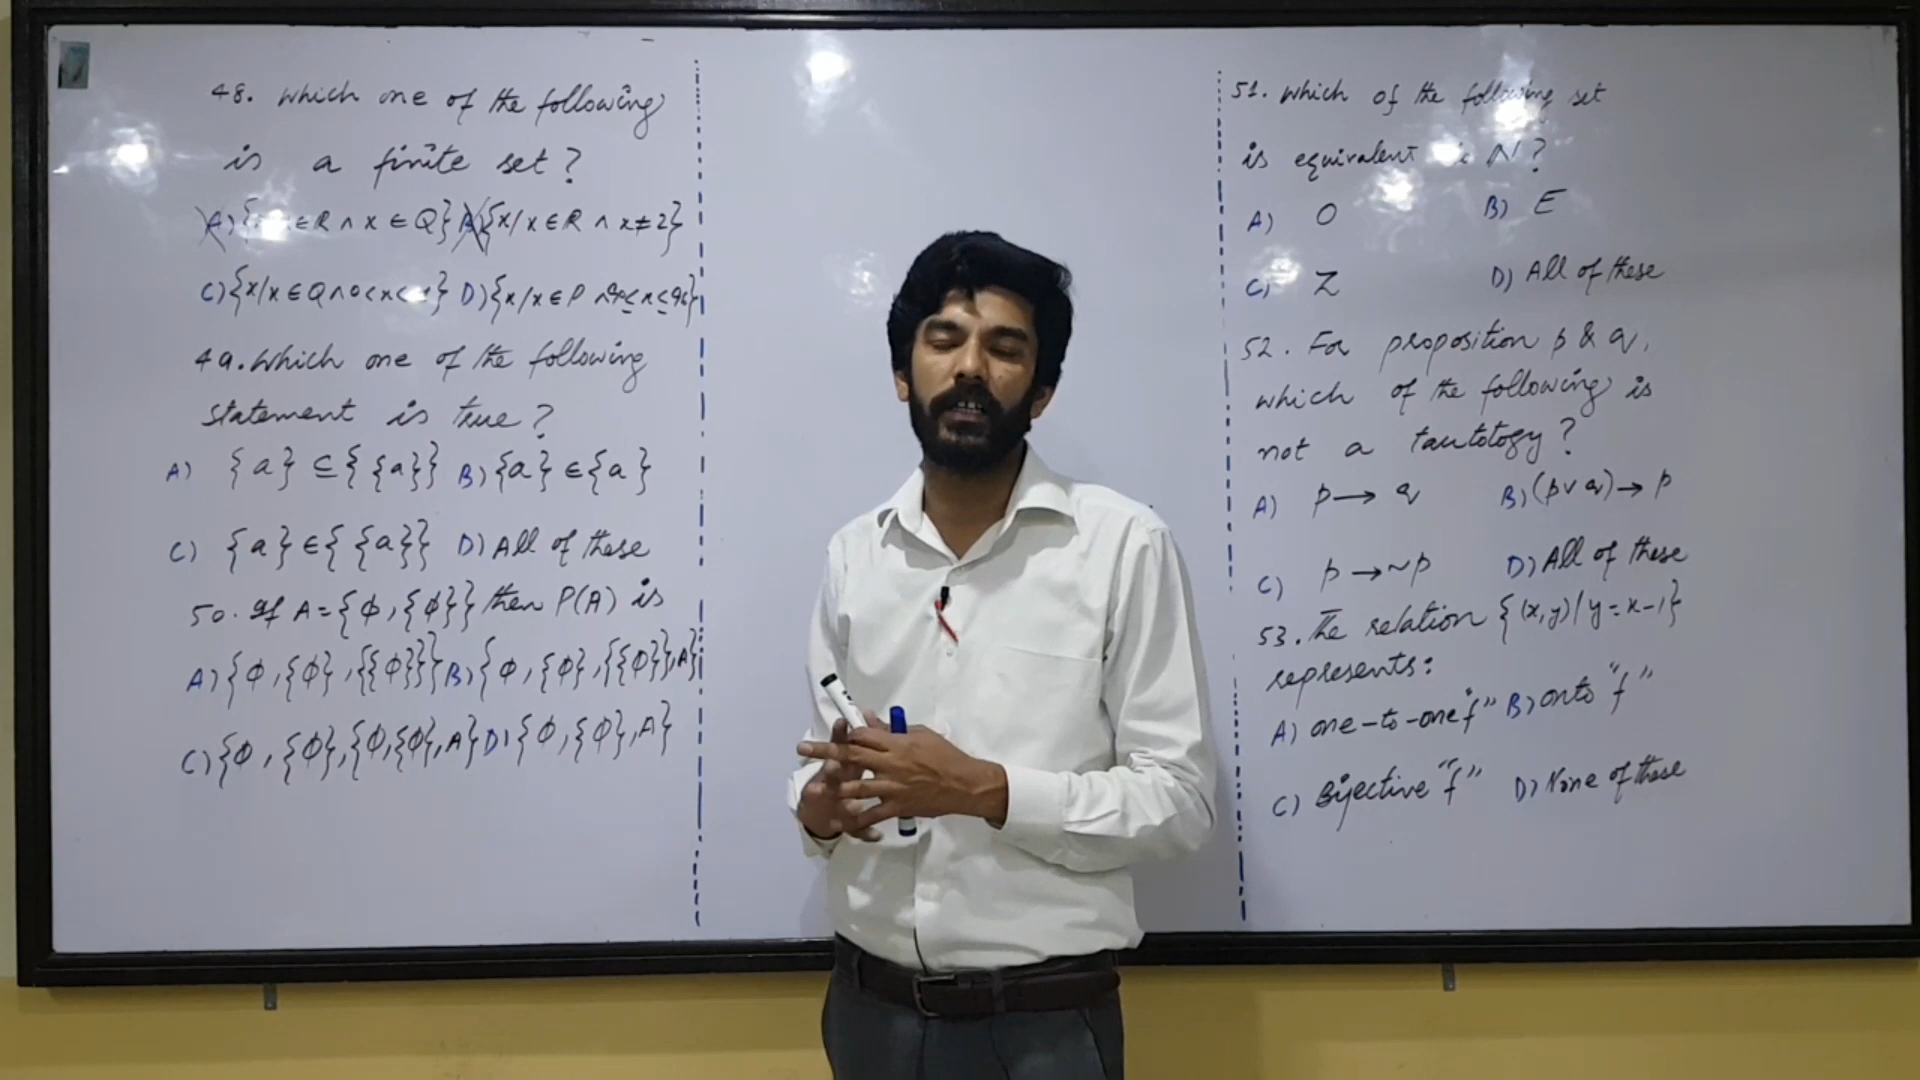 48. which one of the following
is a finite set?
A) { ∈ R ∧ x ∈ Q} B) {x/x ∈ R ∧ x ≠ 2}
C) {x/x ∈ Q ∧ 0 < x < } D) {x/x ∈ P ∧ ≤ x ≤ 96}
49. Which one of the following
statement is true?
A) {a} ⊆ { {a}} B) {a} ∈ {a}
C) {a} ∈ { {a}} D) All of these
50. If A = {ϕ, {ϕ}} then P(A) is
A) {ϕ, {ϕ}, {{ϕ}}} B) {ϕ, {ϕ}, {{ϕ}}, A}
C) {ϕ, {ϕ}, {ϕ, {ϕ}, A} D) {ϕ, {ϕ}, A}
51. Which of the following set
is equivalent N?
A) O B) E
C) Z D) All of these
52. For proposition p & q,
which of the following is
not a tautotogy?
A) p → q B) (p ∨ q) → p
C) p → ~p D) All of these
53. The relation {(x,y)/y = x-1}
represents:
A) one-to-one "f" B) onto "f"
C) Bijective "f" D) None of these